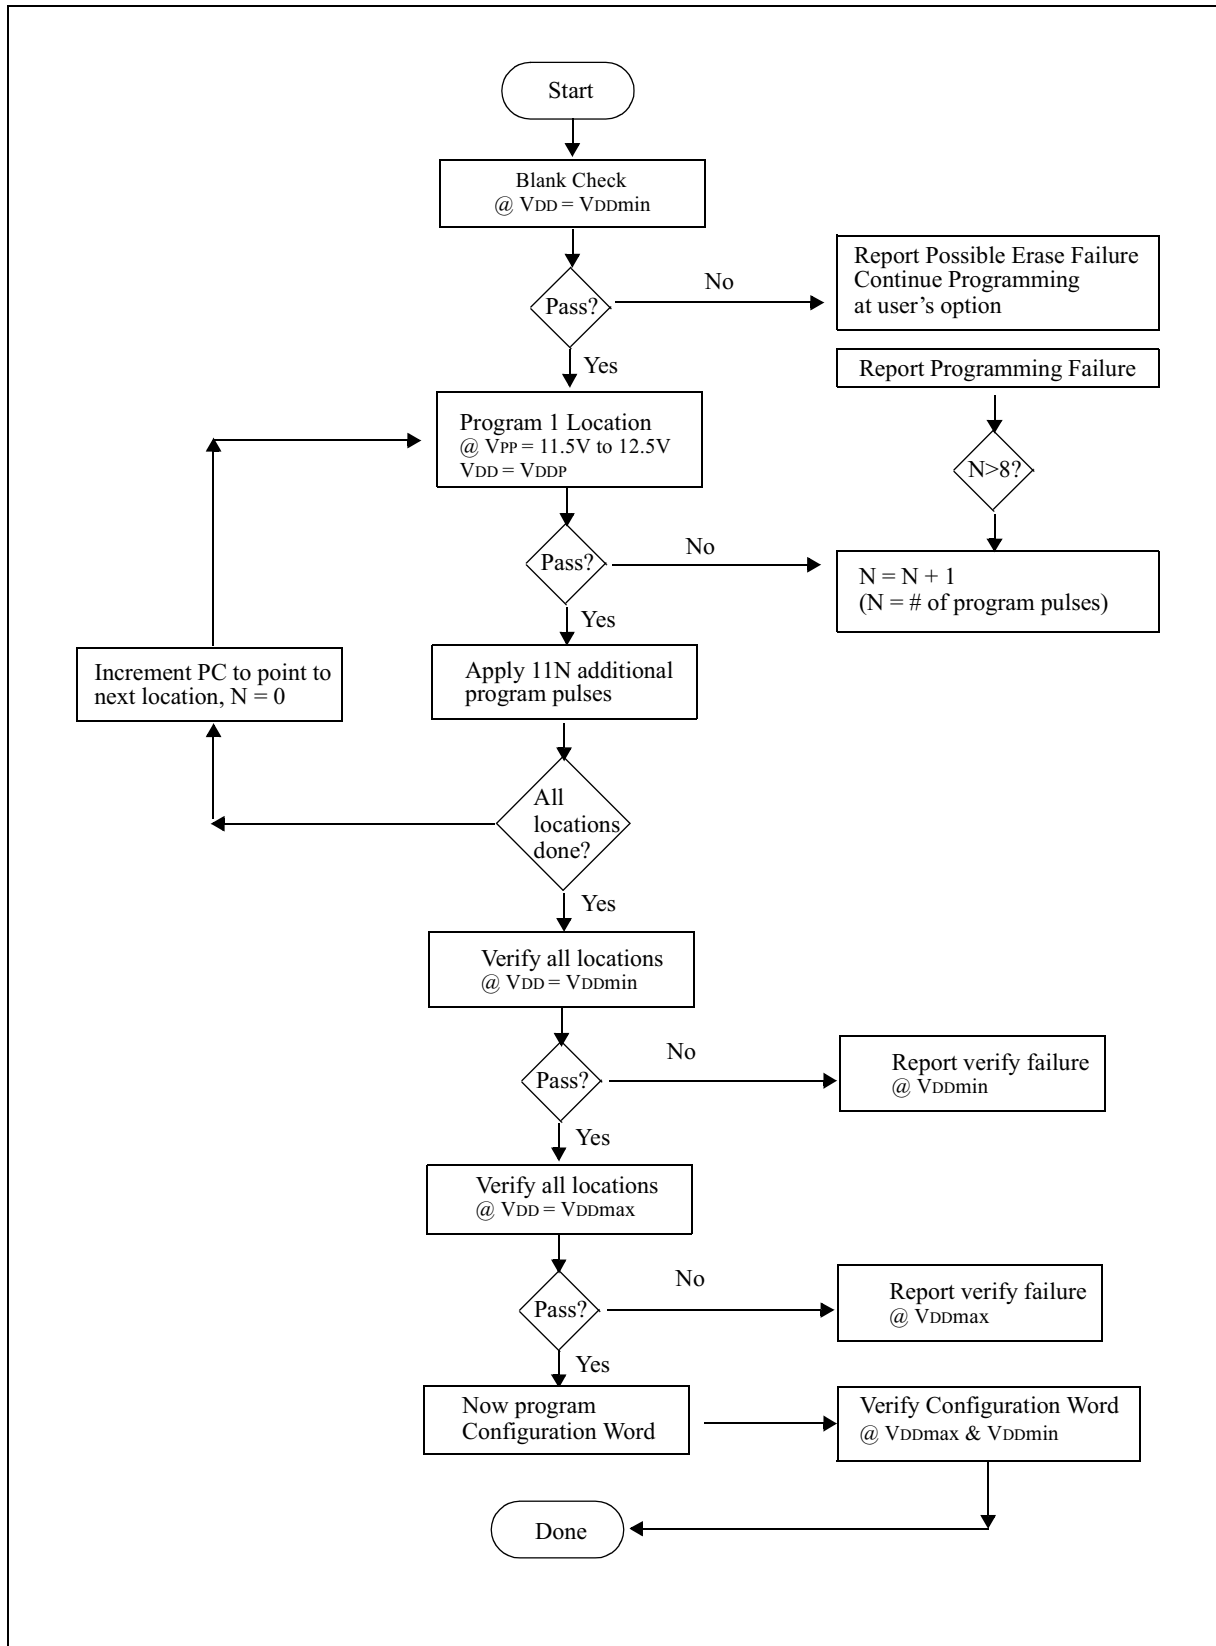 Start
Blank Check
@ VDD = VDDmin
Pass?
No
Report Possible Erase Failure
Continue Programming
at user's option
Yes
Report Programming Failure
Program 1 Location
@ VPP = 11.5V to 12.5V
VDD = VDDP
N>8?
Pass?
No
N = N + 1
(N = # of program pulses)
Yes
Increment PC to point to
next location, N = 0
Apply 11N additional
program pulses
All
locations
done?
Yes
Verify all locations
@ VDD = VDDmin
Pass?
No
Report verify failure
@ VDDmin
Yes
Verify all locations
@ VDD = VDDmax
Pass?
No
Report verify failure
@ VDDmax
Yes
Now program
Configuration Word
Verify Configuration Word
@ VDDmax & VDDmin
Done